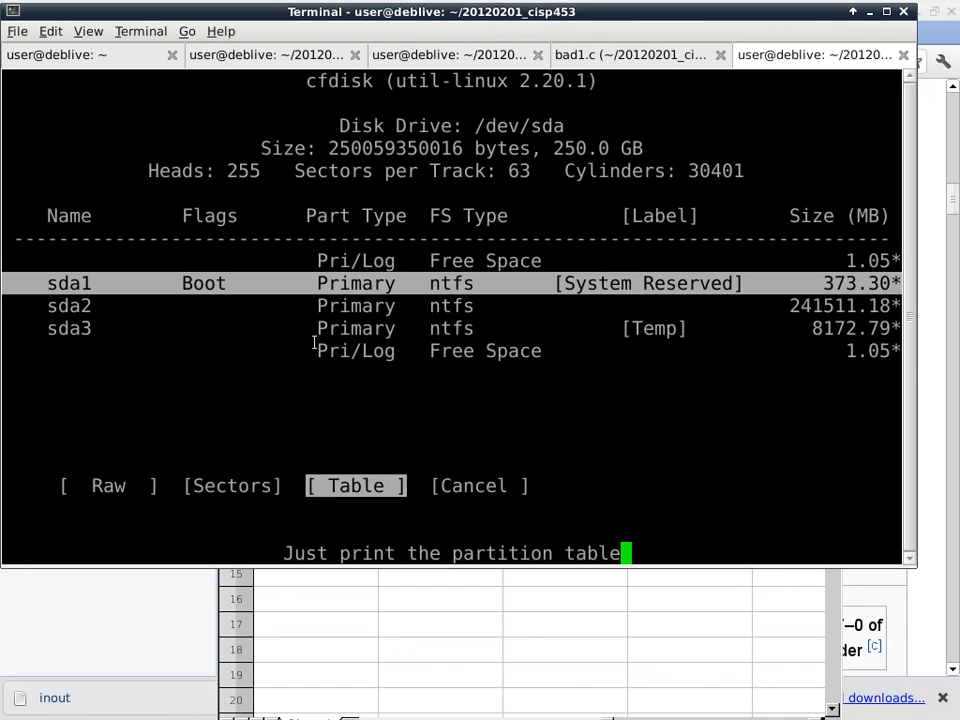 Terminal - user@deblive: ~/20120201_cisp453
File Edit View Terminal Go Help
user@deblive: ~ user@deblive: ~/20120... user@deblive: ~/20120... bad1.c (~/20120201_ci... user@deblive: ~/20120...
cfdisk (util-linux 2.20.1)
Disk Drive: /dev/sda
Size: 250059350016 bytes, 250.0 GB
Heads: 255 Sectors per Track: 63 Cylinders: 30401
Name Flags Part Type FS Type [Label] Size (MB)
------------------------------------------------------------------------------
Pri/Log Free Space 1.05*
sda1 Boot Primary ntfs [System Reserved] 373.30*
sda2 Primary ntfs 241511.18*
sda3 Primary ntfs [Temp] 8172.79*
Pri/Log Free Space 1.05*
[ Raw ] [Sectors] [ Table ] [Cancel ]
Just print the partition table
15
16
17
18
19
20
–0 of
der [c]
inout
downloads...